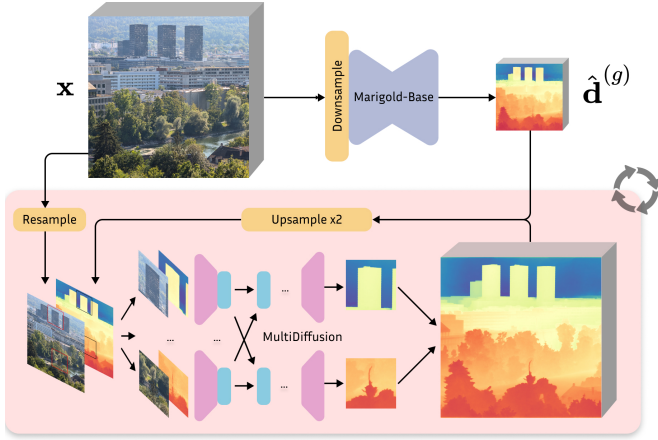 x
Downsample
Marigold-Base
d̂^(g)
Resample
Upsample x2
...
...
...
...
MultiDiffusion
...